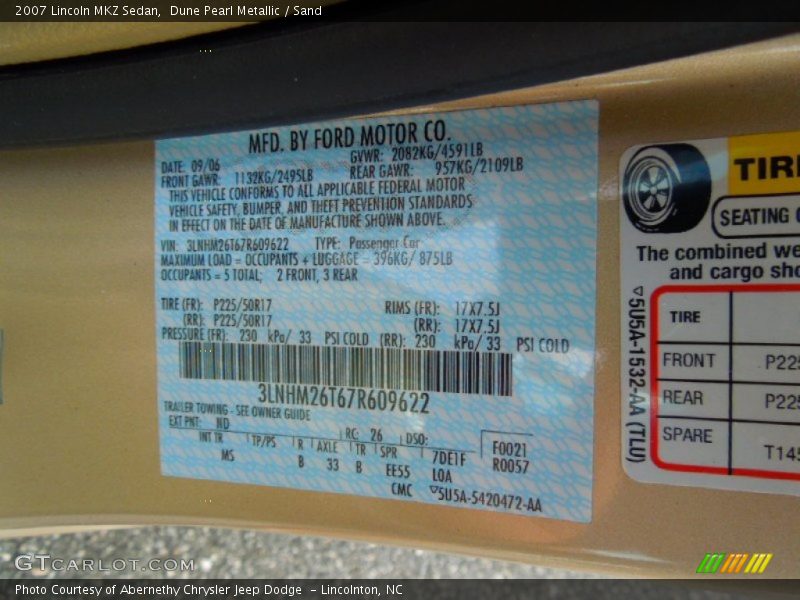 2007 Lincoln MKZ Sedan, Dune Pearl Metallic / Sand
MFD. BY FORD MOTOR CO.
DATE: 09/06 GVWR: 2082KG/4591LB
FRONT GAWR: 1132KG/2495LB REAR GAWR: 957KG/2109LB
THIS VEHICLE CONFORMS TO ALL APPLICABLE FEDERAL MOTOR
VEHICLE SAFETY, BUMPER, AND THEFT PREVENTION STANDARDS
IN EFFECT ON THE DATE OF MANUFACTURE SHOWN ABOVE.
VIN: 3LNHM26T67R609622 TYPE: Passenger Car
MAXIMUM LOAD = OCCUPANTS + LUGGAGE = 396KG/ 875LB
OCCUPANTS = 5 TOTAL; 2 FRONT, 3 REAR
TIRE (FR): P225/50R17 RIMS (FR): 17X7.5J
(RR): P225/50R17 (RR): 17X7.5J
PRESSURE (FR): 230 kPa/ 33 PSI COLD (RR): 230 kPa/ 33 PSI COLD
3LNHM26T67R609622
TRAILER TOWING - SEE OWNER GUIDE
EXT PNT: ND RC: 26 DSO: F0021
INT TR TP/PS R AXLE TR SPR 7DE1F R0057
MS B 33 B EE55 LOA
CMC 5U5A-5420472-AA
TIRE
SEATING
The combined we
and cargo sho
5U5A-1532-AA (TLU)
TIRE
FRONT P225
REAR P225
SPARE T145
GTCARLOT.COM
Photo Courtesy of Abernethy Chrysler Jeep Dodge - Lincolnton, NC